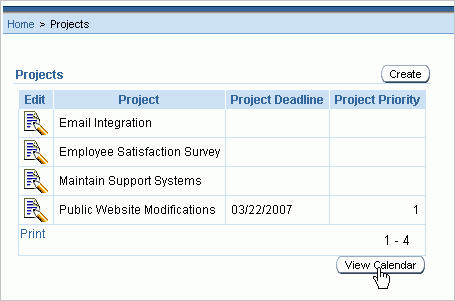 Home > Projects
Projects
Create
Edit Project Project Deadline Project Priority
Email Integration
Employee Satisfaction Survey
Maintain Support Systems
Public Website Modifications 03/22/2007 1
Print
1 - 4
View Calendar